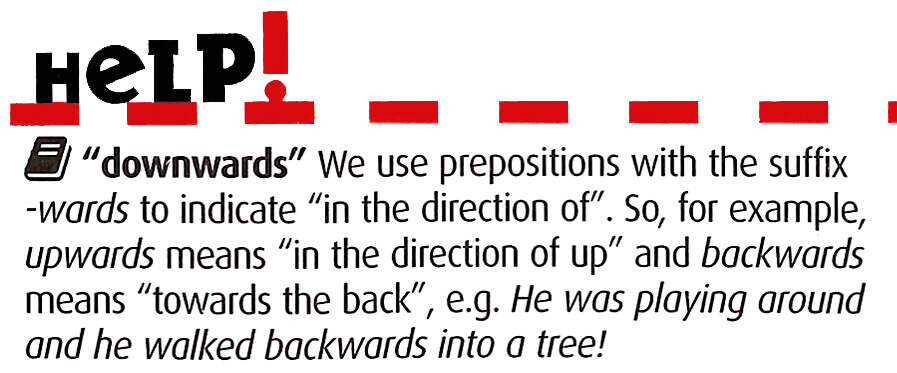 HeLP!
“downwards” We use prepositions with the suffix
-wards to indicate “in the direction of”. So, for example,
upwards means “in the direction of up” and backwards
means “towards the back”, e.g. He was playing around
and he walked backwards into a tree!